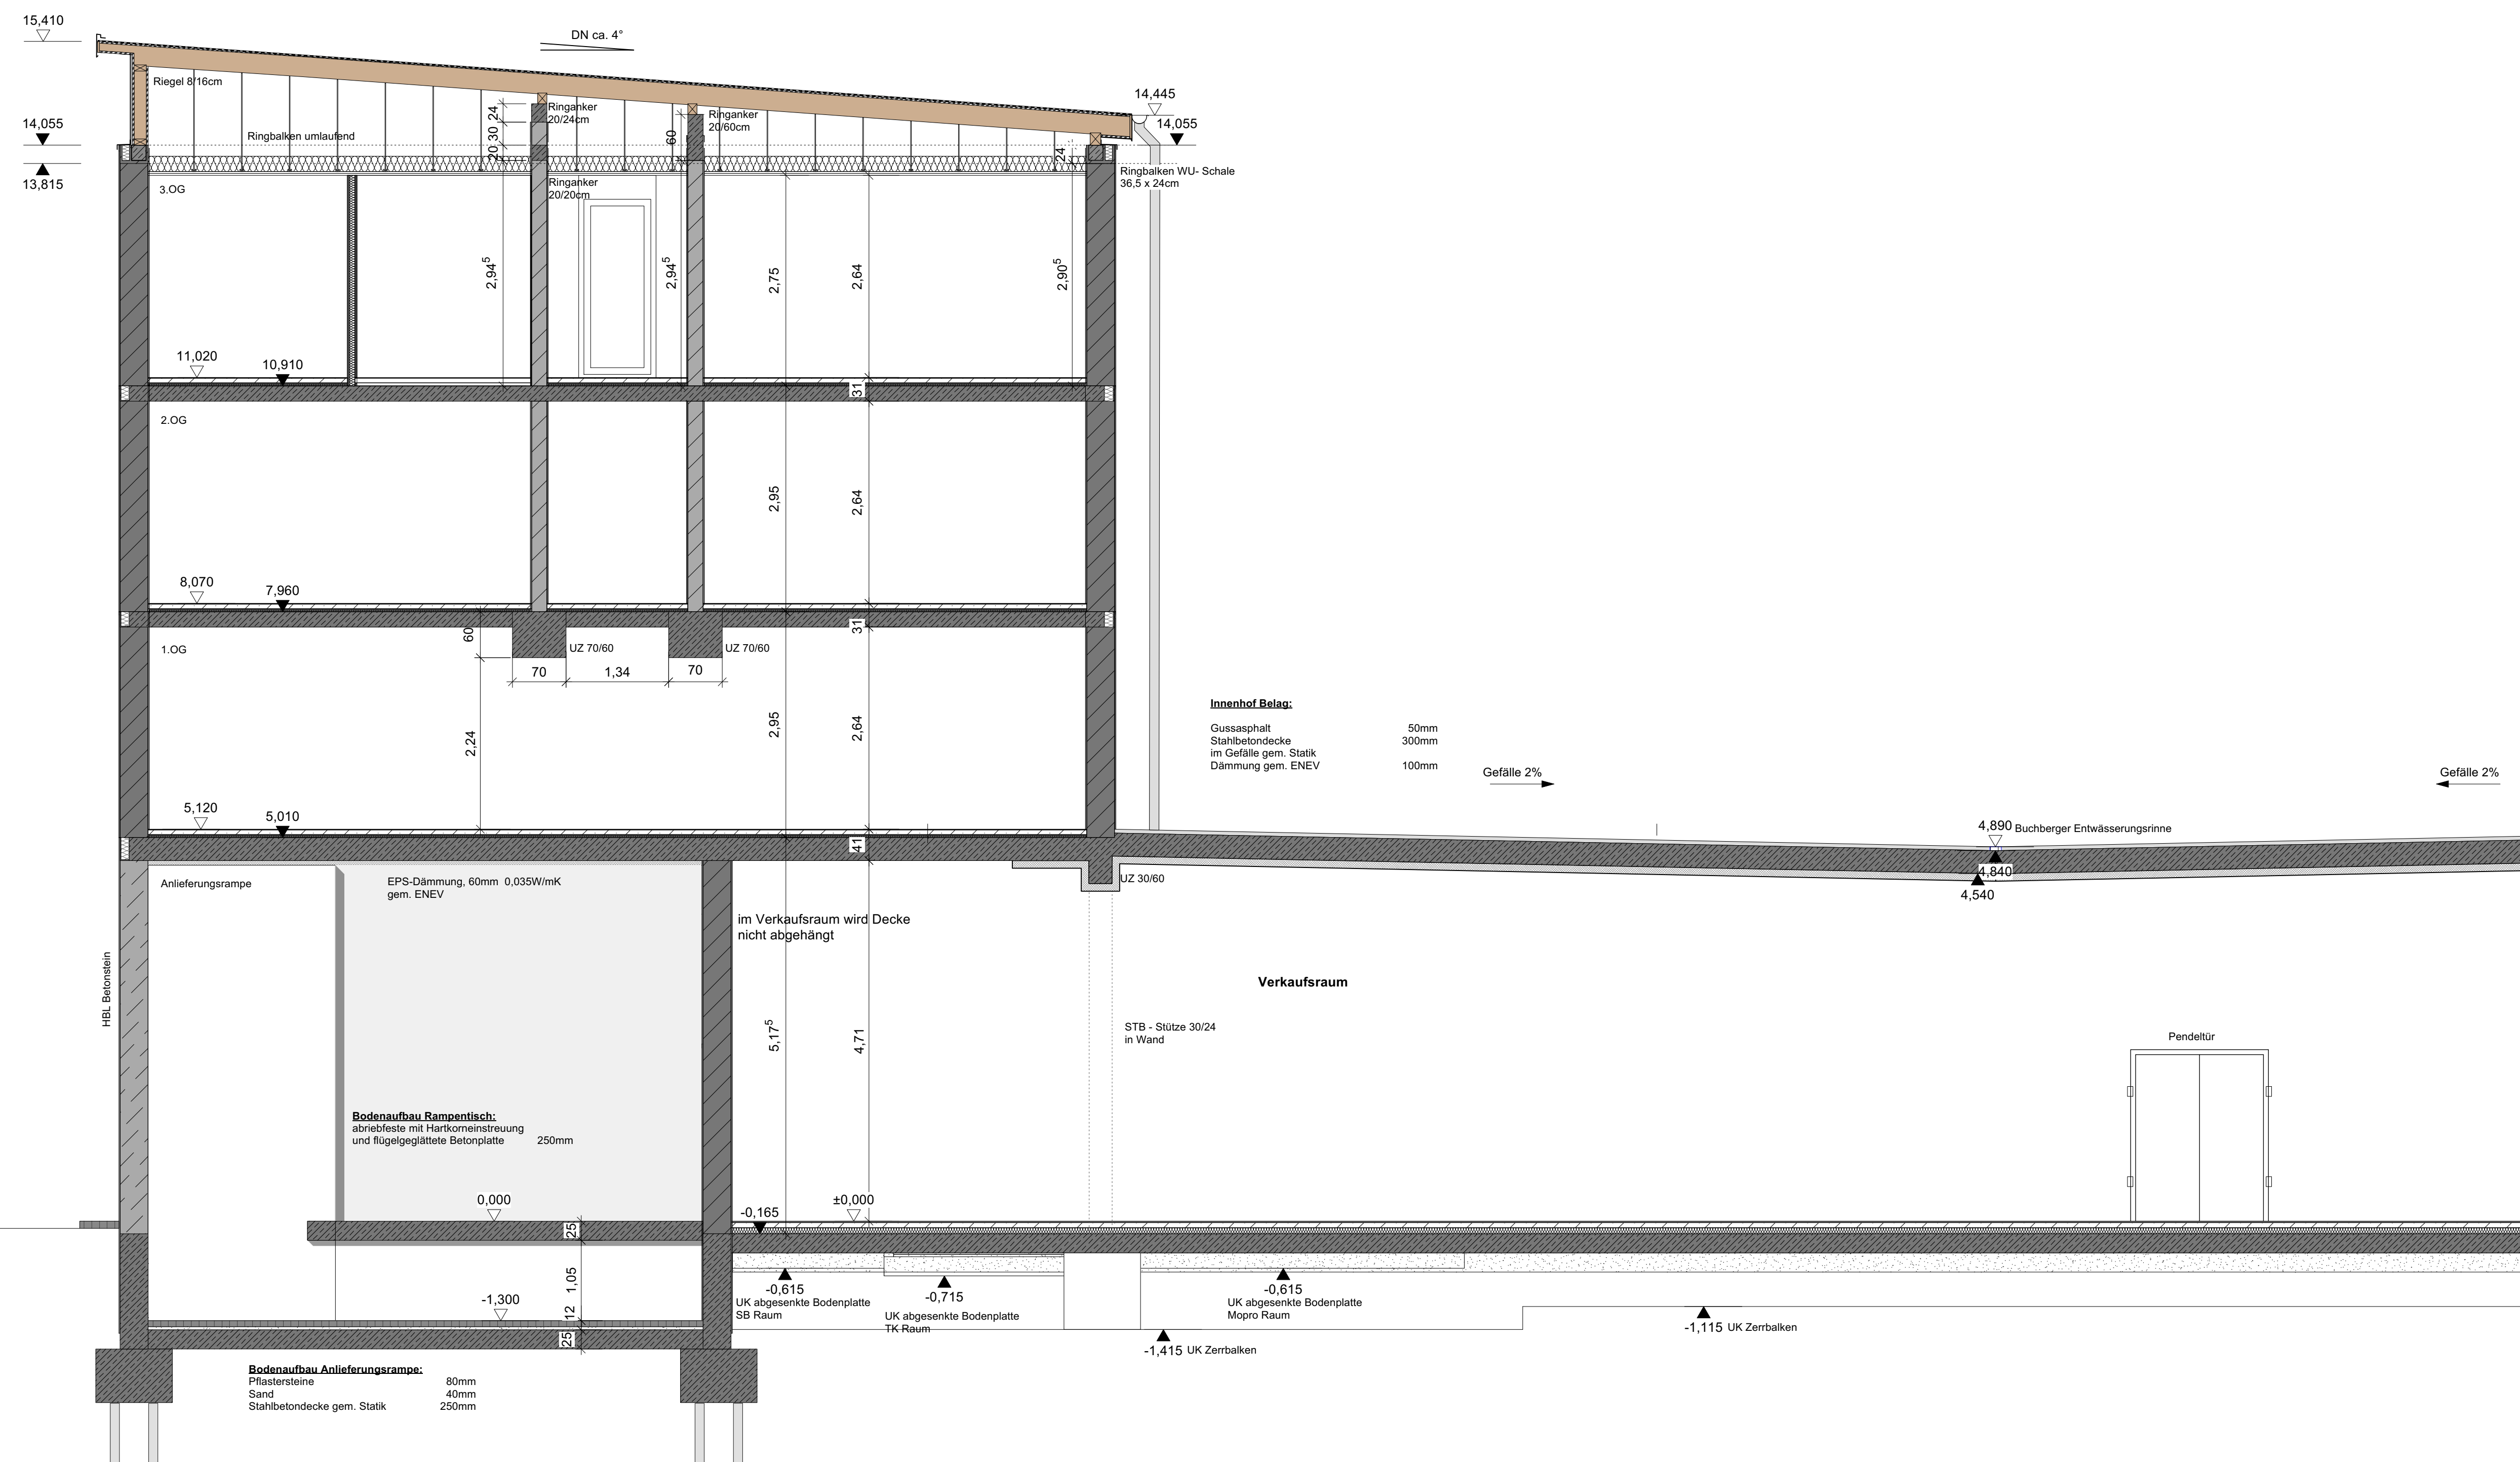 15,410
DN ca. 4°
Riegel 8/16cm
14,445
14,055
14,055
13,815
Ringbalken umlaufend
24
30
20
Ringanker
20/24cm
60
Ringanker
20/60cm
24
Ringbalken WU- Schale
36,5 x 24cm
3.OG
Ringanker
20/20cm
2,94⁵
2,94⁵
2,75
2,64
2,90⁵
11,020
10,910
31
2.OG
2,95
2,64
8,070
7,960
31
60
1.OG
UZ 70/60
UZ 70/60
70
1,34
70
2,24
2,95
2,64
Innenhof Belag:
Gussasphalt 50mm
Stahlbetondecke 300mm
im Gefälle gem. Statik
Dämmung gem. ENEV 100mm
Gefälle 2%
Gefälle 2%
5,120
5,010
41
4,890 Buchberger Entwässerungsrinne
4,840
4,540
Anlieferungsrampe
EPS-Dämmung, 60mm 0,035W/mK
gem. ENEV
UZ 30/60
im Verkaufsraum wird Decke
nicht abgehängt
HBL Betonstein
Verkaufsraum
5,17⁵
4,71
STB - Stütze 30/24
in Wand
Pendeltür
Bodenaufbau Rampentisch:
abriebfeste mit Hartkorneinstreuung
und flügelgeglättete Betonplatte 250mm
0,000
-0,165
±0,000
25
1,05
12
25
-1,300
-0,615
UK abgesenkte Bodenplatte
SB Raum
-0,715
UK abgesenkte Bodenplatte
TK Raum
-0,615
UK abgesenkte Bodenplatte
Mopro Raum
-1,415 UK Zerrbalken
-1,115 UK Zerrbalken
Bodenaufbau Anlieferungsrampe:
Pflastersteine 80mm
Sand 40mm
Stahlbetondecke gem. Statik 250mm